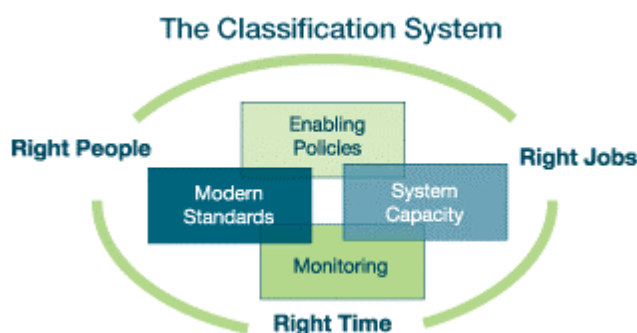 The Classification System
Enabling
Policies
Right People
Right Jobs
Modern
Standards
System
Capacity
Monitoring
Right Time